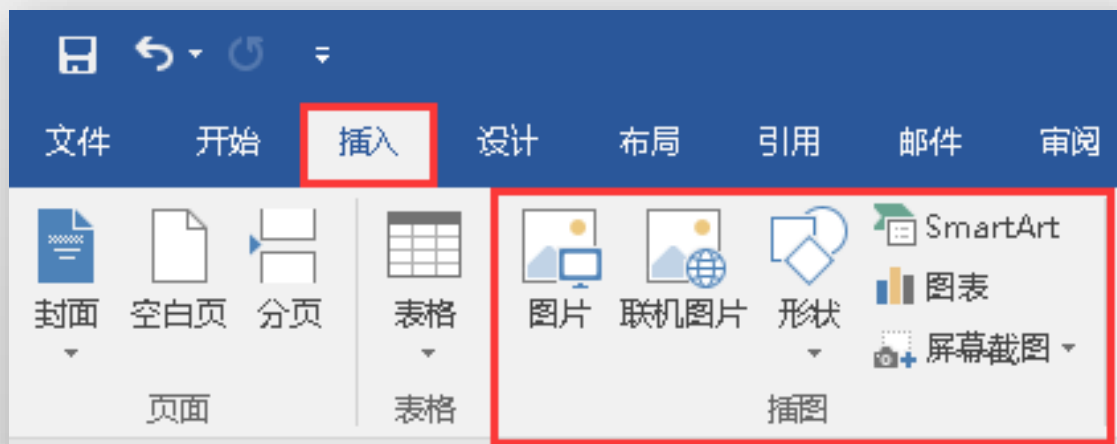 文件 开始 插入 设计 布局 引用 邮件 审阅
封面 空白页 分页 表格 图片 联机图片 形状 SmartArt
图表
屏幕截图
页面 表格 插图